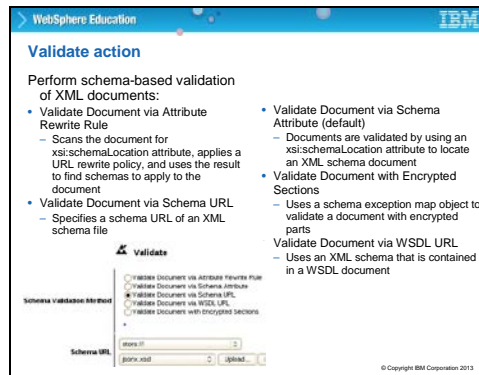 WebSphere Education
IBM
Validate action
Perform schema-based validation
of XML documents:
• Validate Document via Attribute
Rewrite Rule
– Scans the document for
xsi:schemaLocation attribute, applies a
URL rewrite policy, and uses the result
to find schemas to apply to the
document
• Validate Document via Schema URL
– Specifies a schema URL of an XML
schema file
• Validate Document via Schema
Attribute (default)
– Documents are validated by using an
xsi:schemaLocation attribute to locate
an XML schema document
• Validate Document with Encrypted
Sections
– Uses a schema exception map object to
validate a document with encrypted
parts
Validate Document via WSDL URL
– Uses an XML schema that is contained
in a WSDL document
Validate
Schema Validation Method
Validate Document via Attribute Rewrite Rule
Validate Document via Schema Attribute
Validate Document via Schema URL
Validate Document via WSDL URL
Validate Document with Encrypted Sections
*
Schema URL
store://
jsonx.xsd
Upload...
© Copyright IBM Corporation 2013